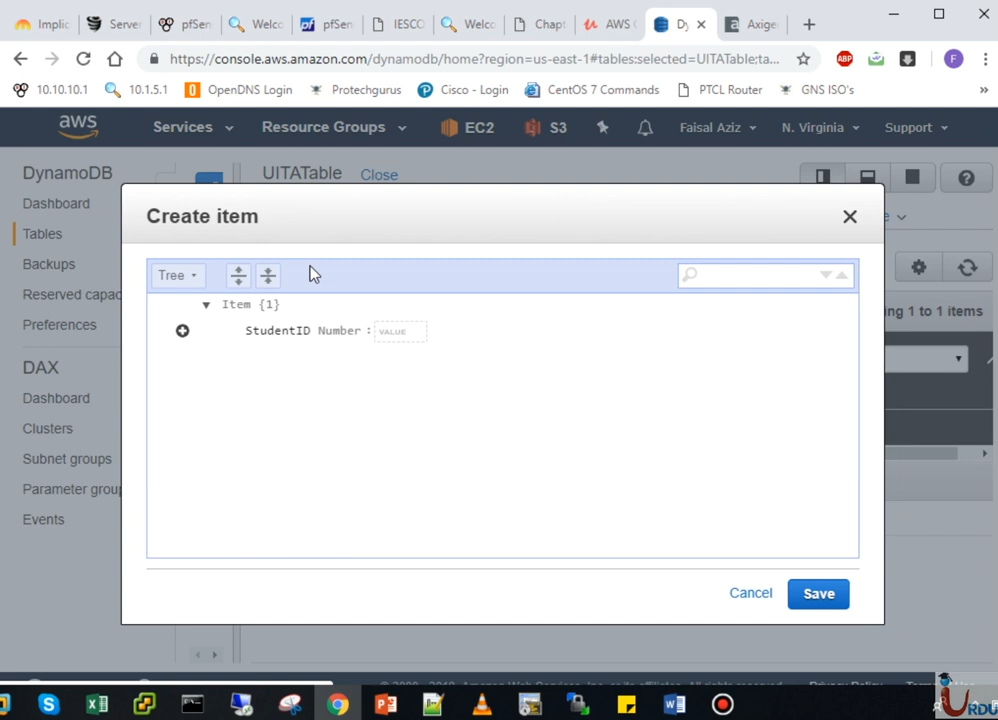 Implic
Server
pfSen
Welco
pfSen
IESCO
Welco
Chapt
AWS
Dy
Axige
https://console.aws.amazon.com/dynamodb/home?region=us-east-1#tables:selected=UITATable;ta...
ABP
F
10.10.10.1
10.1.5.1
OpenDNS Login
Protechgurus
Cisco - Login
CentOS 7 Commands
PTCL Router
GNS ISO's
»
aws
Services
Resource Groups
EC2
S3
Faisal Aziz
N. Virginia
Support
DynamoDB
UITATable
Close
Dashboard
Create item
Tables
Tree
Backups
ng 1 to 1 items
Reserved capac
Item {1}
Preferences
StudentID Number : VALUE
DAX
Dashboard
Clusters
Subnet groups
Parameter group
Events
Cancel
Save
URDU